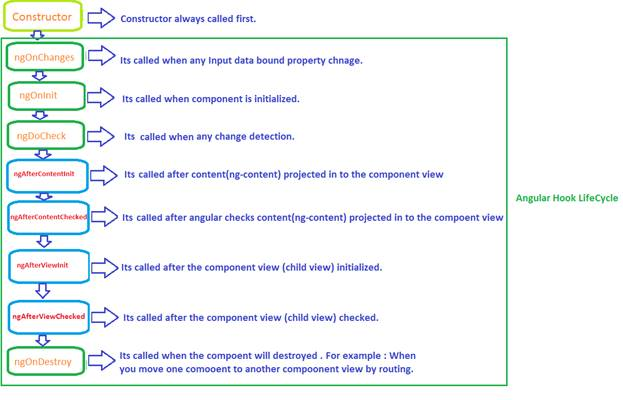 Constructor
Constructor always called first.
ngOnChanges
Its called when any Input data bound property chnage.
ngOnInit
Its called when component is initialized.
ngDoCheck
Its called when any change detection.
ngAfterContentInit
Its called after content(ng-content) projected in to the component view
Angular Hook LifeCycle
ngAfterContentChecked
Its called after angular checks content(ng-content) projected in to the compoent view
ngAfterViewInit
Its called after the component view (child view) initialized.
ngAfterViewChecked
Its called after the component view (child view) checked.
ngOnDestroy
Its called when the compoent will destroyed . For example : When
you move one comooent to another compoonent view by routing.